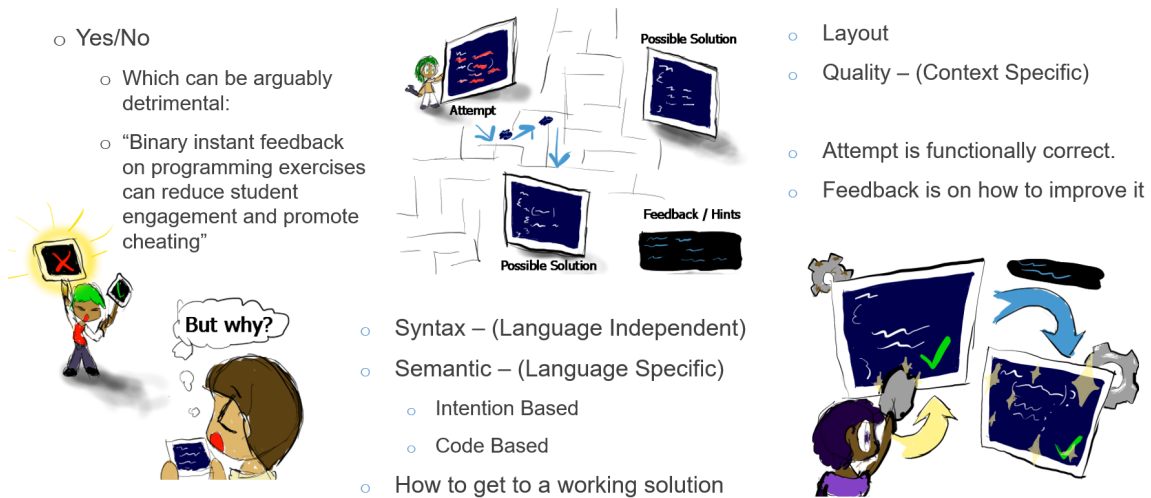 Yes/No
Which can be arguably
detrimental:
“Binary instant feedback
on programming exercises
can reduce student
engagement and promote
cheating”
But why?
Attempt
Possible Solution
Possible Solution
Feedback / Hints
Syntax – (Language Independent)
Semantic – (Language Specific)
Intention Based
Code Based
How to get to a working solution
Layout
Quality – (Context Specific)
Attempt is functionally correct.
Feedback is on how to improve it